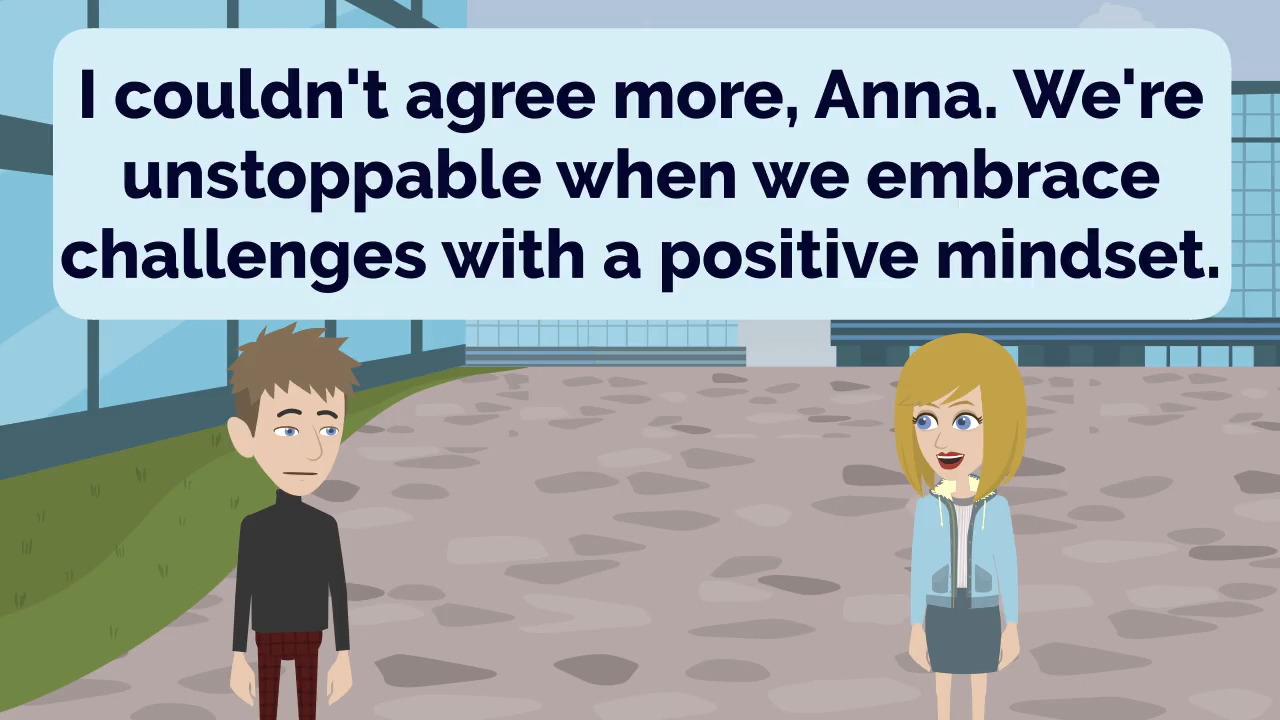 I couldn't agree more, Anna. We're
unstoppable when we embrace
challenges with a positive mindset.